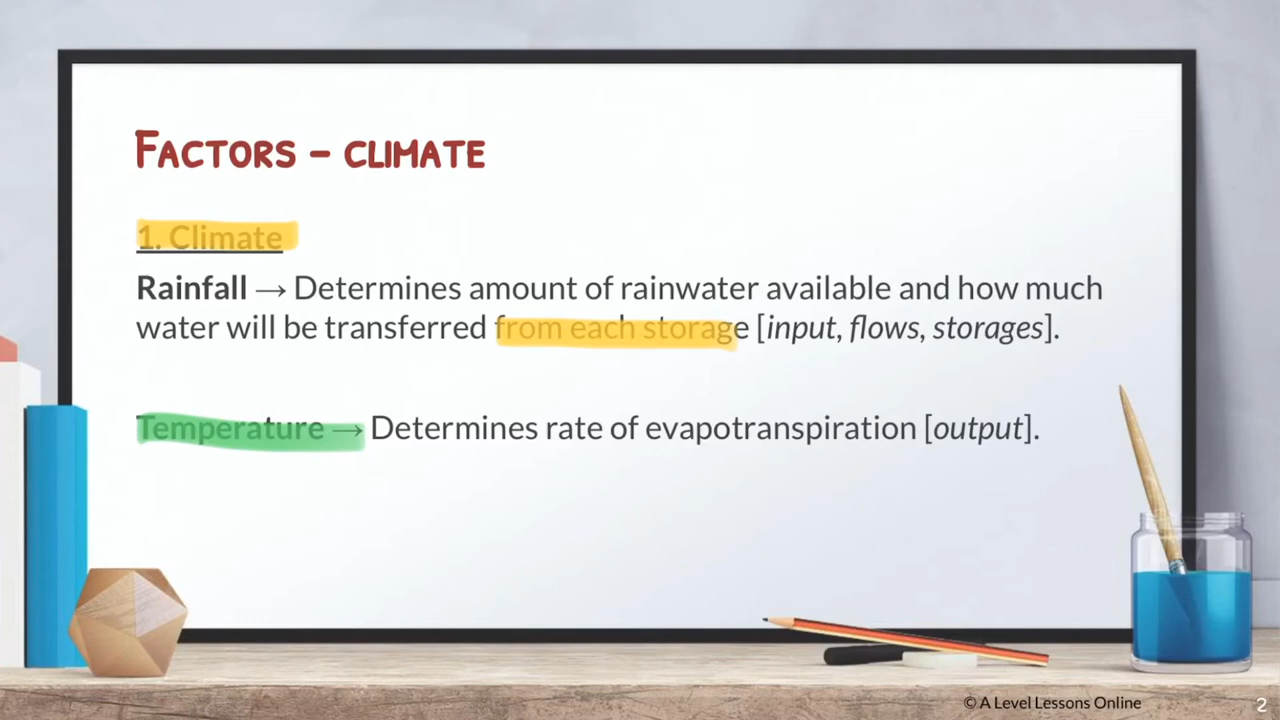 FACTORS – CLIMATE
1. Climate
Rainfall → Determines amount of rainwater available and how much
water will be transferred from each storage [input, flows, storages].
Temperature → Determines rate of evapotranspiration [output].
© A Level Lessons Online
2